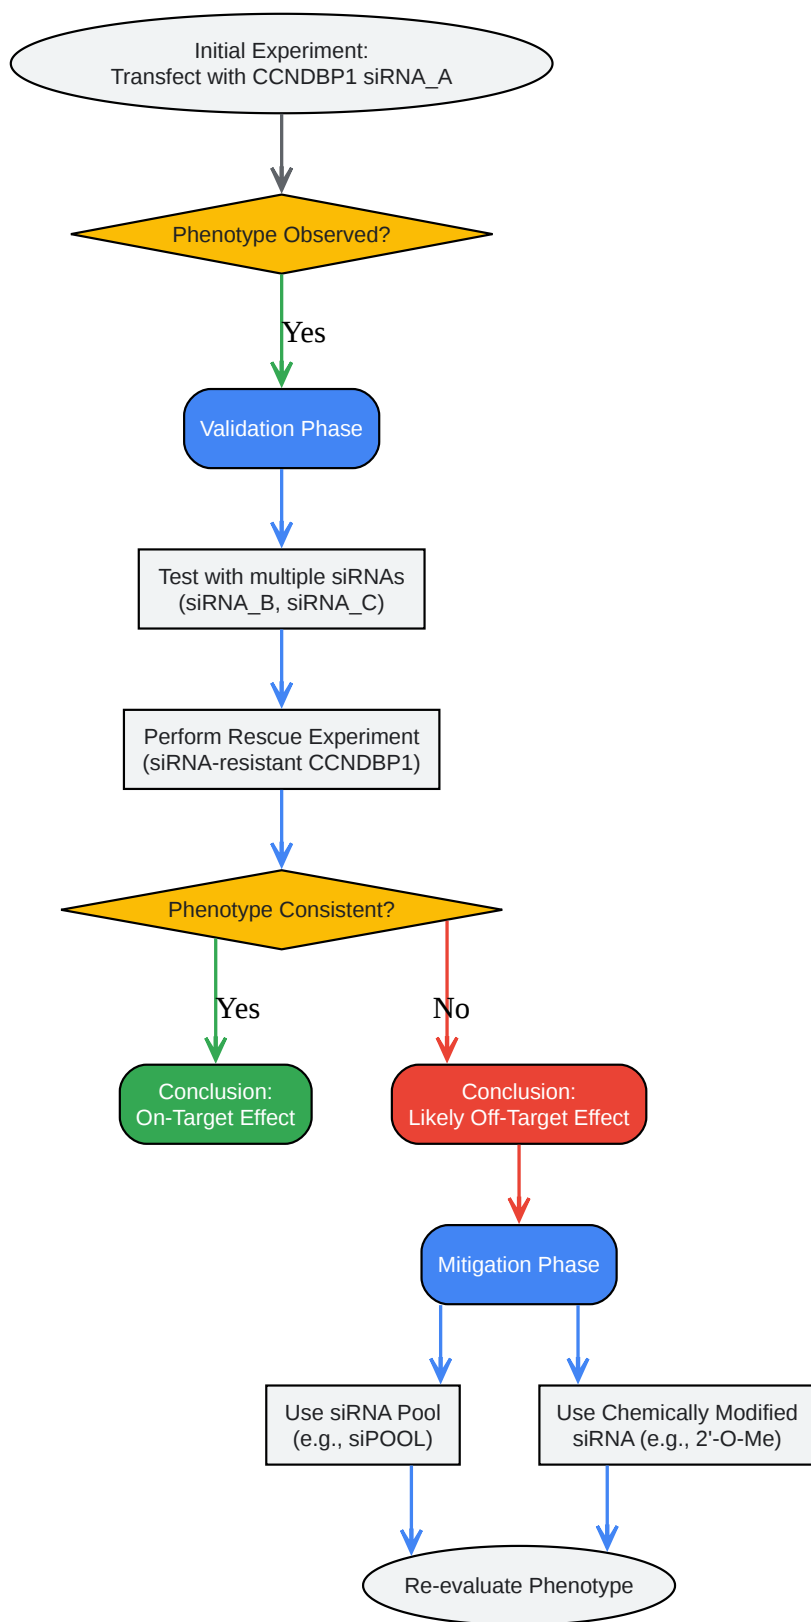 Initial Experiment:
Transfect with CCNDBP1 siRNA_A
Phenotype Observed?
Yes
Validation Phase
Test with multiple siRNAs
(siRNA_B, siRNA_C)
Perform Rescue Experiment
(siRNA-resistant CCNDBP1)
Phenotype Consistent?
Yes
No
Conclusion:
On-Target Effect
Conclusion:
Likely Off-Target Effect
Mitigation Phase
Use siRNA Pool
(e.g., siPOOL)
Use Chemically Modified
siRNA (e.g., 2'-O-Me)
Re-evaluate Phenotype